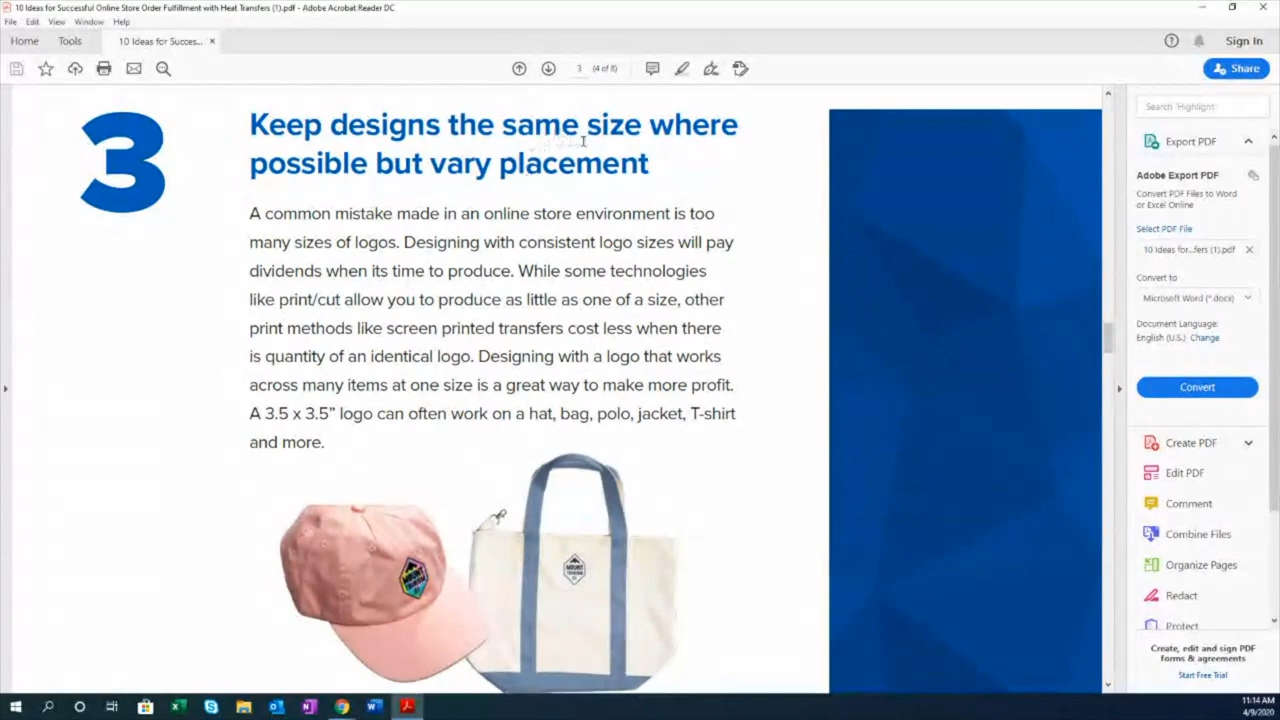 10 Ideas for Successful Online Store Order Fulfillment with Heat Transfers (1).pdf - Adobe Acrobat Reader DC
File Edit View Window Help
Home Tools 10 Ideas for Succes... × Sign In
3 (4 of 8) Share
3
Keep designs the same size where
possible but vary placement
A common mistake made in an online store environment is too
many sizes of logos. Designing with consistent logo sizes will pay
dividends when its time to produce. While some technologies
like print/cut allow you to produce as little as one of a size, other
print methods like screen printed transfers cost less when there
is quantity of an identical logo. Designing with a logo that works
across many items at one size is a great way to make more profit.
A 3.5 x 3.5” logo can often work on a hat, bag, polo, jacket, T-shirt
and more.
MOUNT
MOUNT
Search 'Highlight'
Export PDF
Adobe Export PDF
Convert PDF Files to Word
or Excel Online
Select PDF File
10 Ideas for...fers (1).pdf ×
Convert to
Microsoft Word (*.docx)
Document Language:
English (U.S.) Change
Convert
Create PDF
Edit PDF
Comment
Combine Files
Organize Pages
Redact
Protect
Create, edit and sign PDF
forms & agreements
Start Free Trial
11:14 AM
4/9/2020